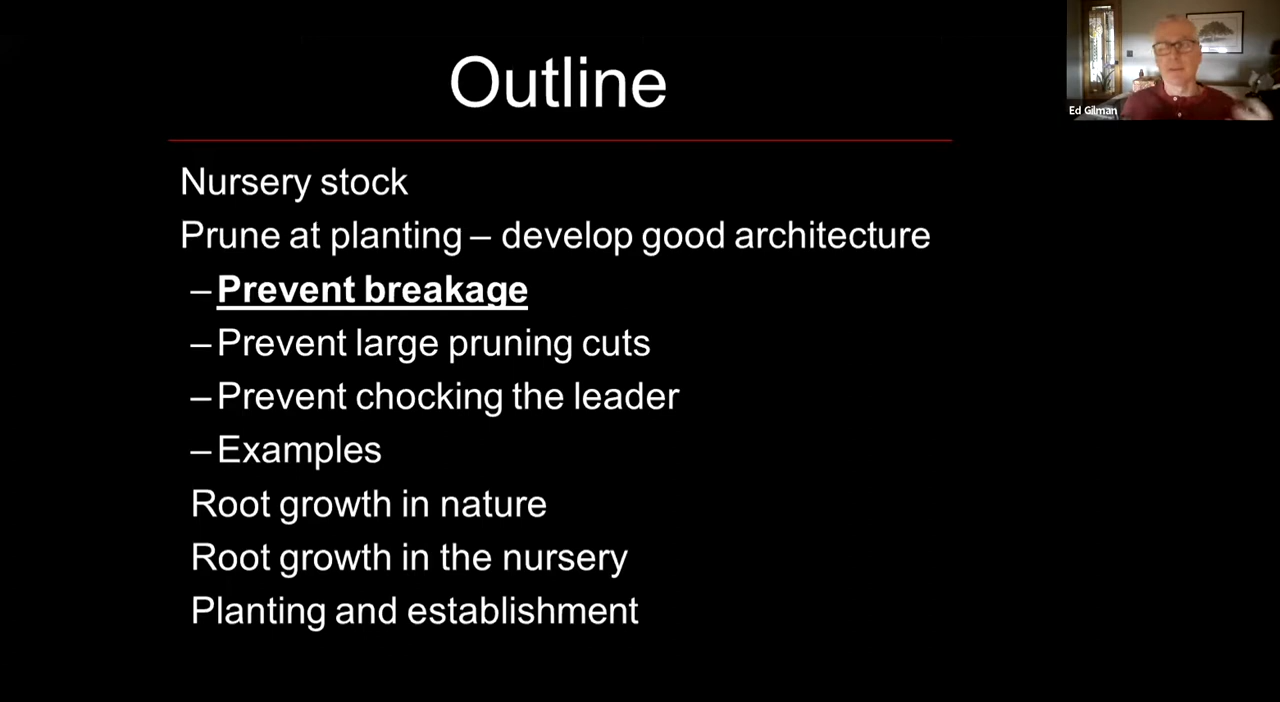 Outline
Ed Gilman
Nursery stock
Prune at planting – develop good architecture
–Prevent breakage
–Prevent large pruning cuts
–Prevent chocking the leader
–Examples
Root growth in nature
Root growth in the nursery
Planting and establishment